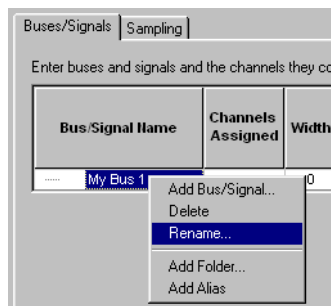 Buses/Signals Sampling
Enter buses and signals and the channels they co
Bus/Signal Name Channels Assigned Width
My Bus 1 0
Add Bus/Signal...
Delete
Rename...
Add Folder...
Add Alias